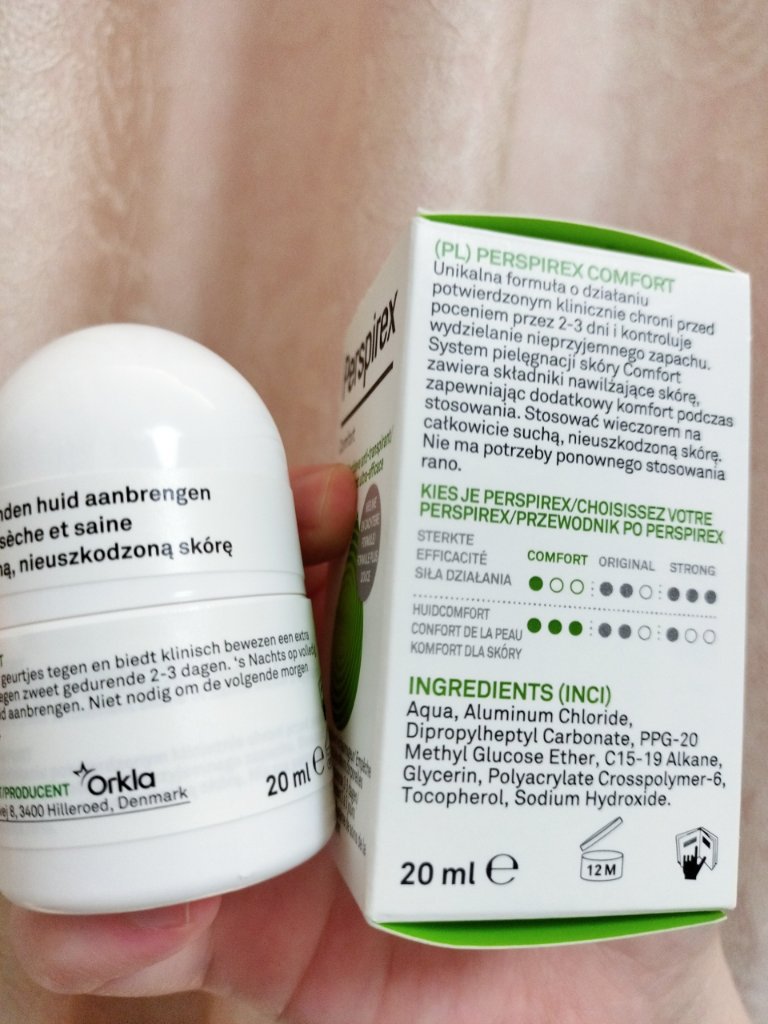 nden huid aanbrengen
sèche et saine
ną, nieuszkodzoną skórę
geurtjes tegen en biedt klinisch bewezen een extra
egen zweet gedurende 2-3 dagen. 's Nachts op volledig
d aanbrengen. Niet nodig om de volgende morgen
T/PRODUCENT Orkla
ej 8, 3400 Hilleroed, Denmark
20 ml ℮
Perspirex
Comfort
(PL) PERSPIREX COMFORT
Unikalna formuła o działaniu
potwierdzonym klinicznie chroni przed
poceniem przez 2-3 dni i kontroluje
wydzielanie nieprzyjemnego zapachu.
System pielęgnacji skóry Comfort
zawiera składniki nawilżające skórę,
zapewniając dodatkowy komfort podczas
stosowania. Stosować wieczorem na
całkowicie suchą, nieuszkodzoną skórę.
Nie ma potrzeby ponownego stosowania
rano.
KIES JE PERSPIREX/CHOISISSEZ VOTRE
PERSPIREX/PRZEWODNIK PO PERSPIREX
STERKTE
EFFICACITÉ
SIŁA DZIAŁANIA
COMFORT ORIGINAL STRONG
HUIDCOMFORT
CONFORT DE LA PEAU
KOMFORT DLA SKÓRY
INGREDIENTS (INCI)
Aqua, Aluminum Chloride,
Dipropylheptyl Carbonate, PPG-20
Methyl Glucose Ether, C15-19 Alkane,
Glycerin, Polyacrylate Crosspolymer-6,
Tocopherol, Sodium Hydroxide.
20 ml ℮
12 M